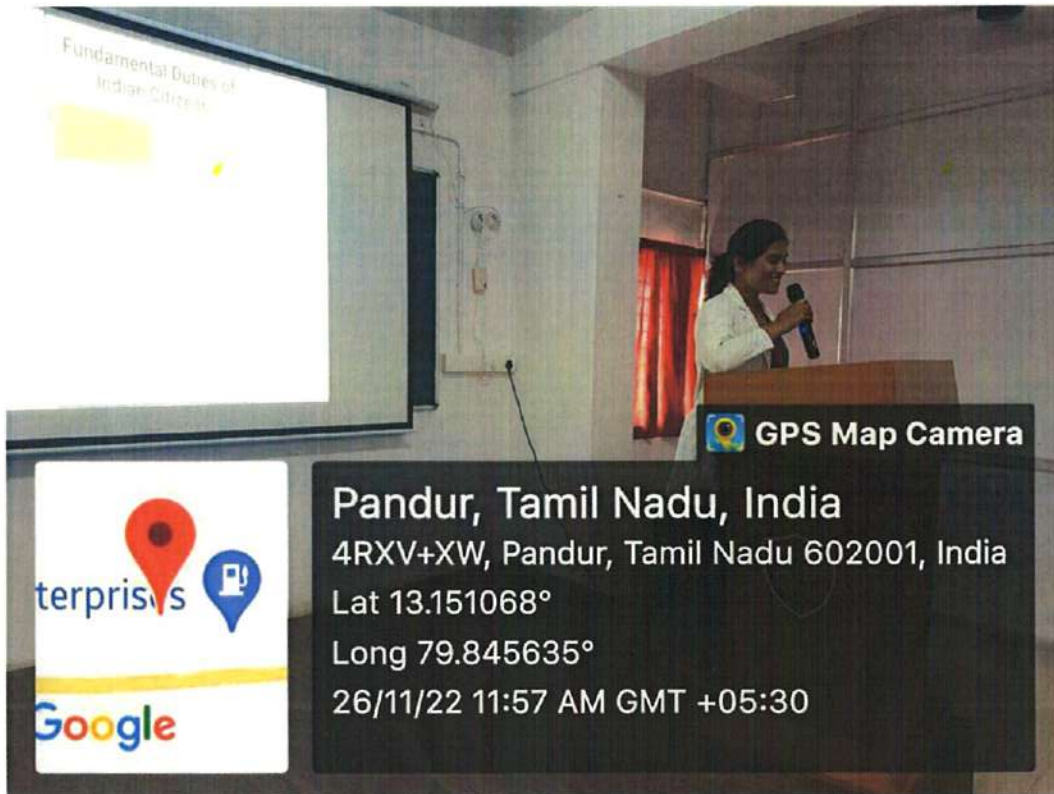 Fundamental Duties of
Indian Citizen
GPS Map Camera
Pandur, Tamil Nadu, India
4RXV+XW, Pandur, Tamil Nadu 602001, India
Lat 13.151068°
Long 79.845635°
26/11/22 11:57 AM GMT +05:30
terprises
Google